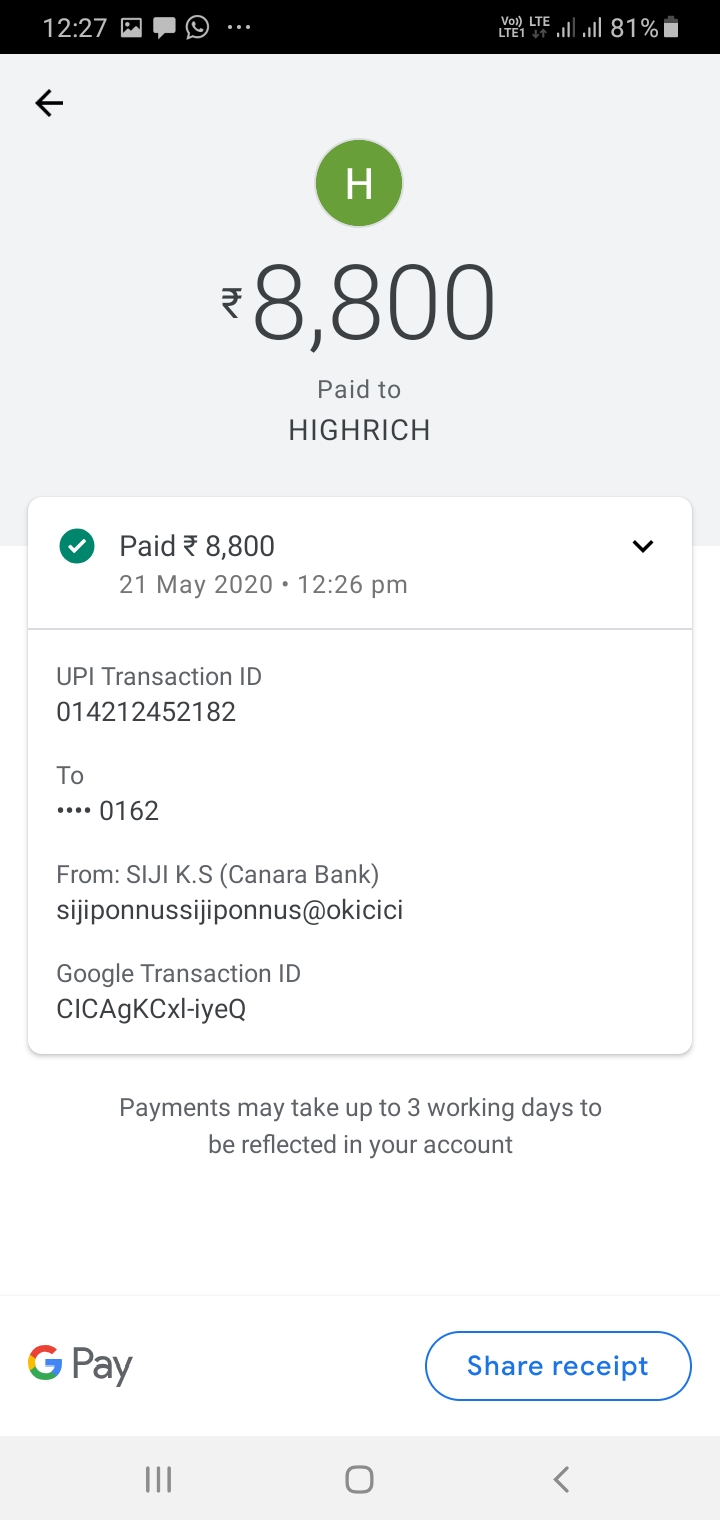 12:27
Vo)) LTE
LTE1
81%
H
₹8,800
Paid to
HIGHRICH
Paid ₹ 8,800
21 May 2020 • 12:26 pm
UPI Transaction ID
014212452182
To
•••• 0162
From: SIJI K.S (Canara Bank)
sijiponnussijiponnus@okicici
Google Transaction ID
CICAgKCxl-iyeQ
Payments may take up to 3 working days to
be reflected in your account
G Pay
Share receipt